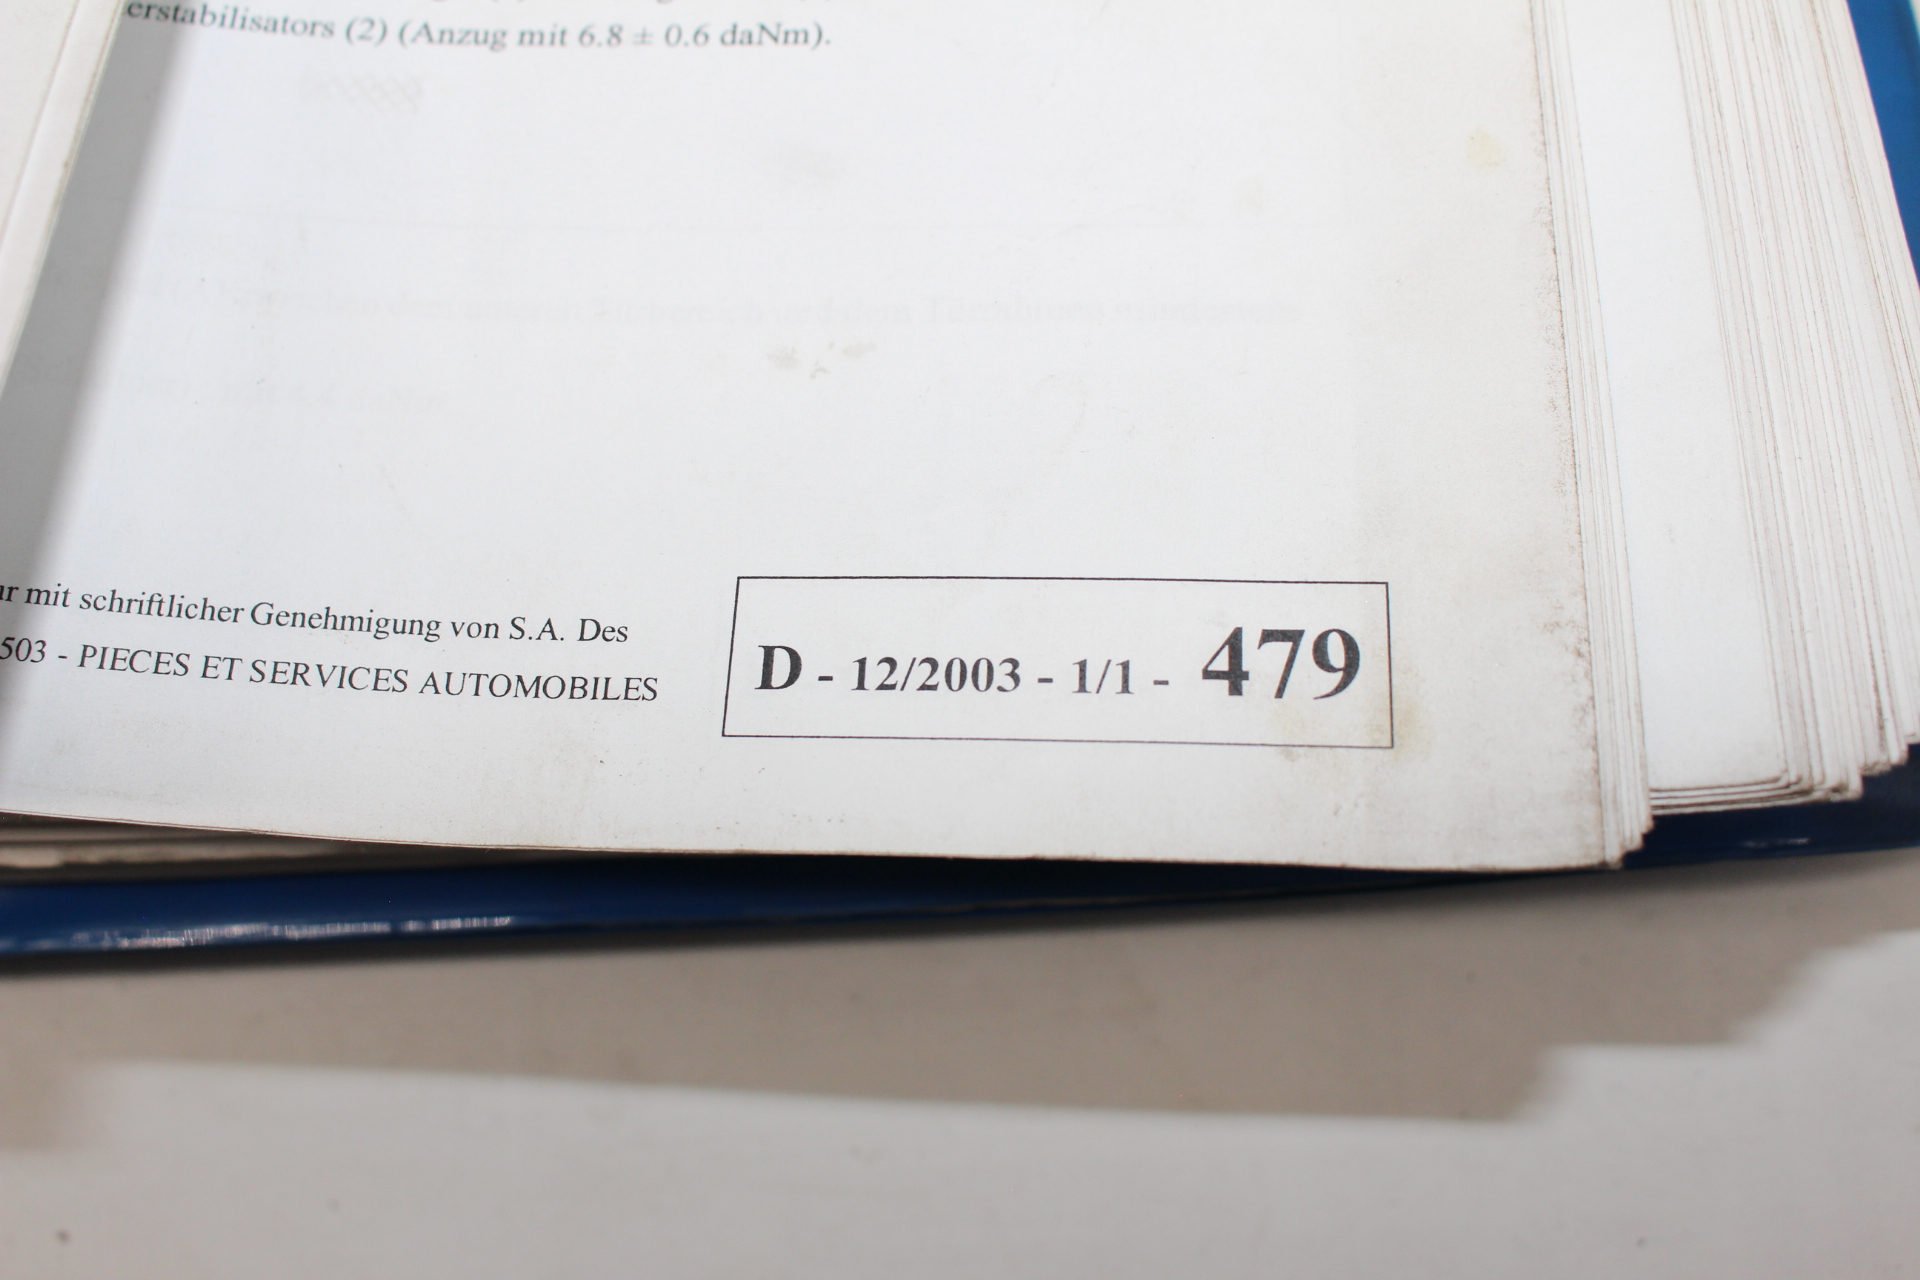 erstabilisators (2) (Anzug mit 6.8 ± 0.6 daNm).
mit schriftlicher Genehmigung von S.A. Des
503 - PIECES ET SERVICES AUTOMOBILES
D - 12/2003 - 1/1 - 479